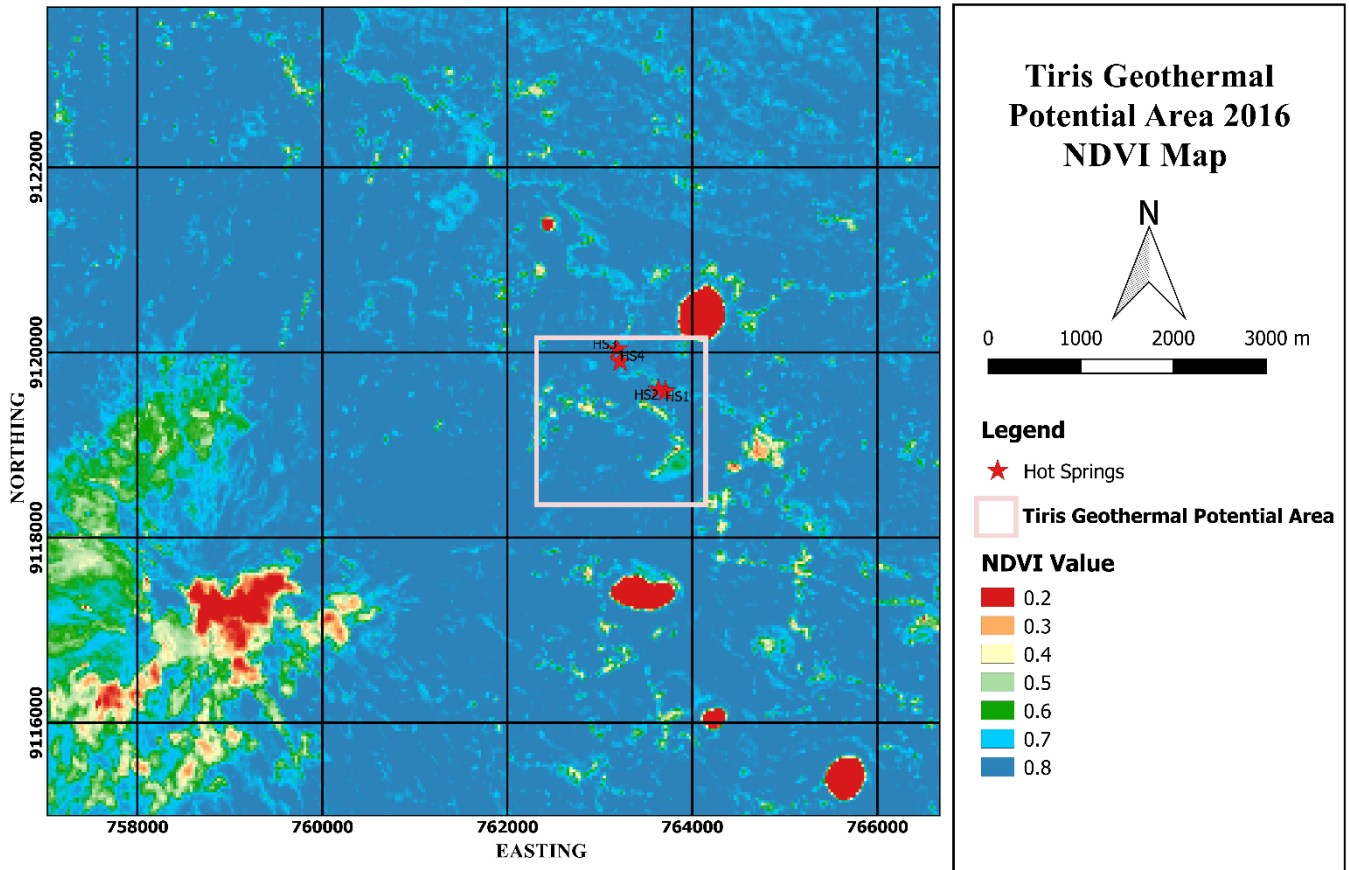 Tiris Geothermal
Potential Area 2016
NDVI Map
N
0 1000 2000 3000 m
Legend
Hot Springs
Tiris Geothermal Potential Area
NDVI Value
0.2
0.3
0.4
0.5
0.6
0.7
0.8
NORTHING
9122000
9120000
9118000
9116000
HS3
HS4
HS2
HS1
758000 760000 762000 764000 766000
EASTING